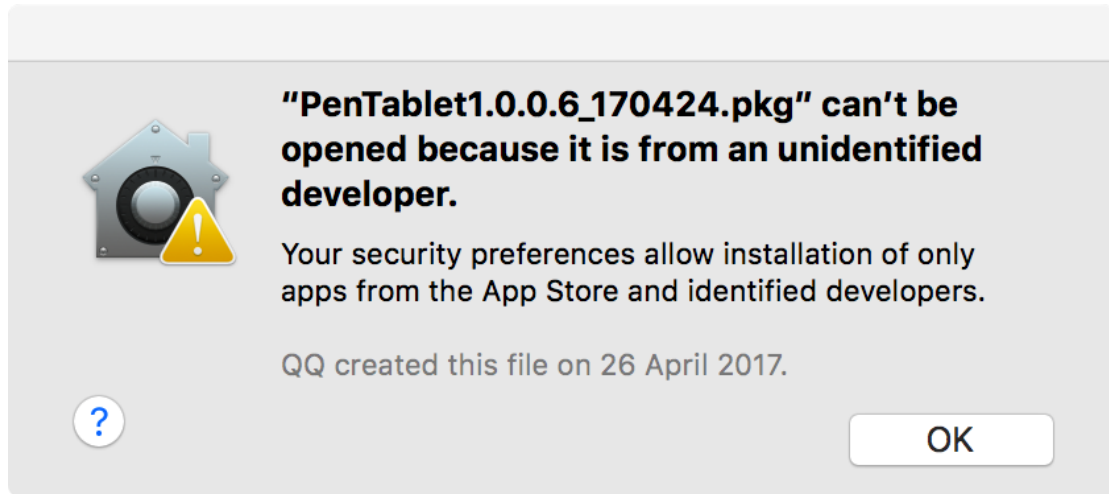 “PenTablet1.0.0.6_170424.pkg” can’t be
opened because it is from an unidentified
developer.
Your security preferences allow installation of only
apps from the App Store and identified developers.
QQ created this file on 26 April 2017.
?
OK